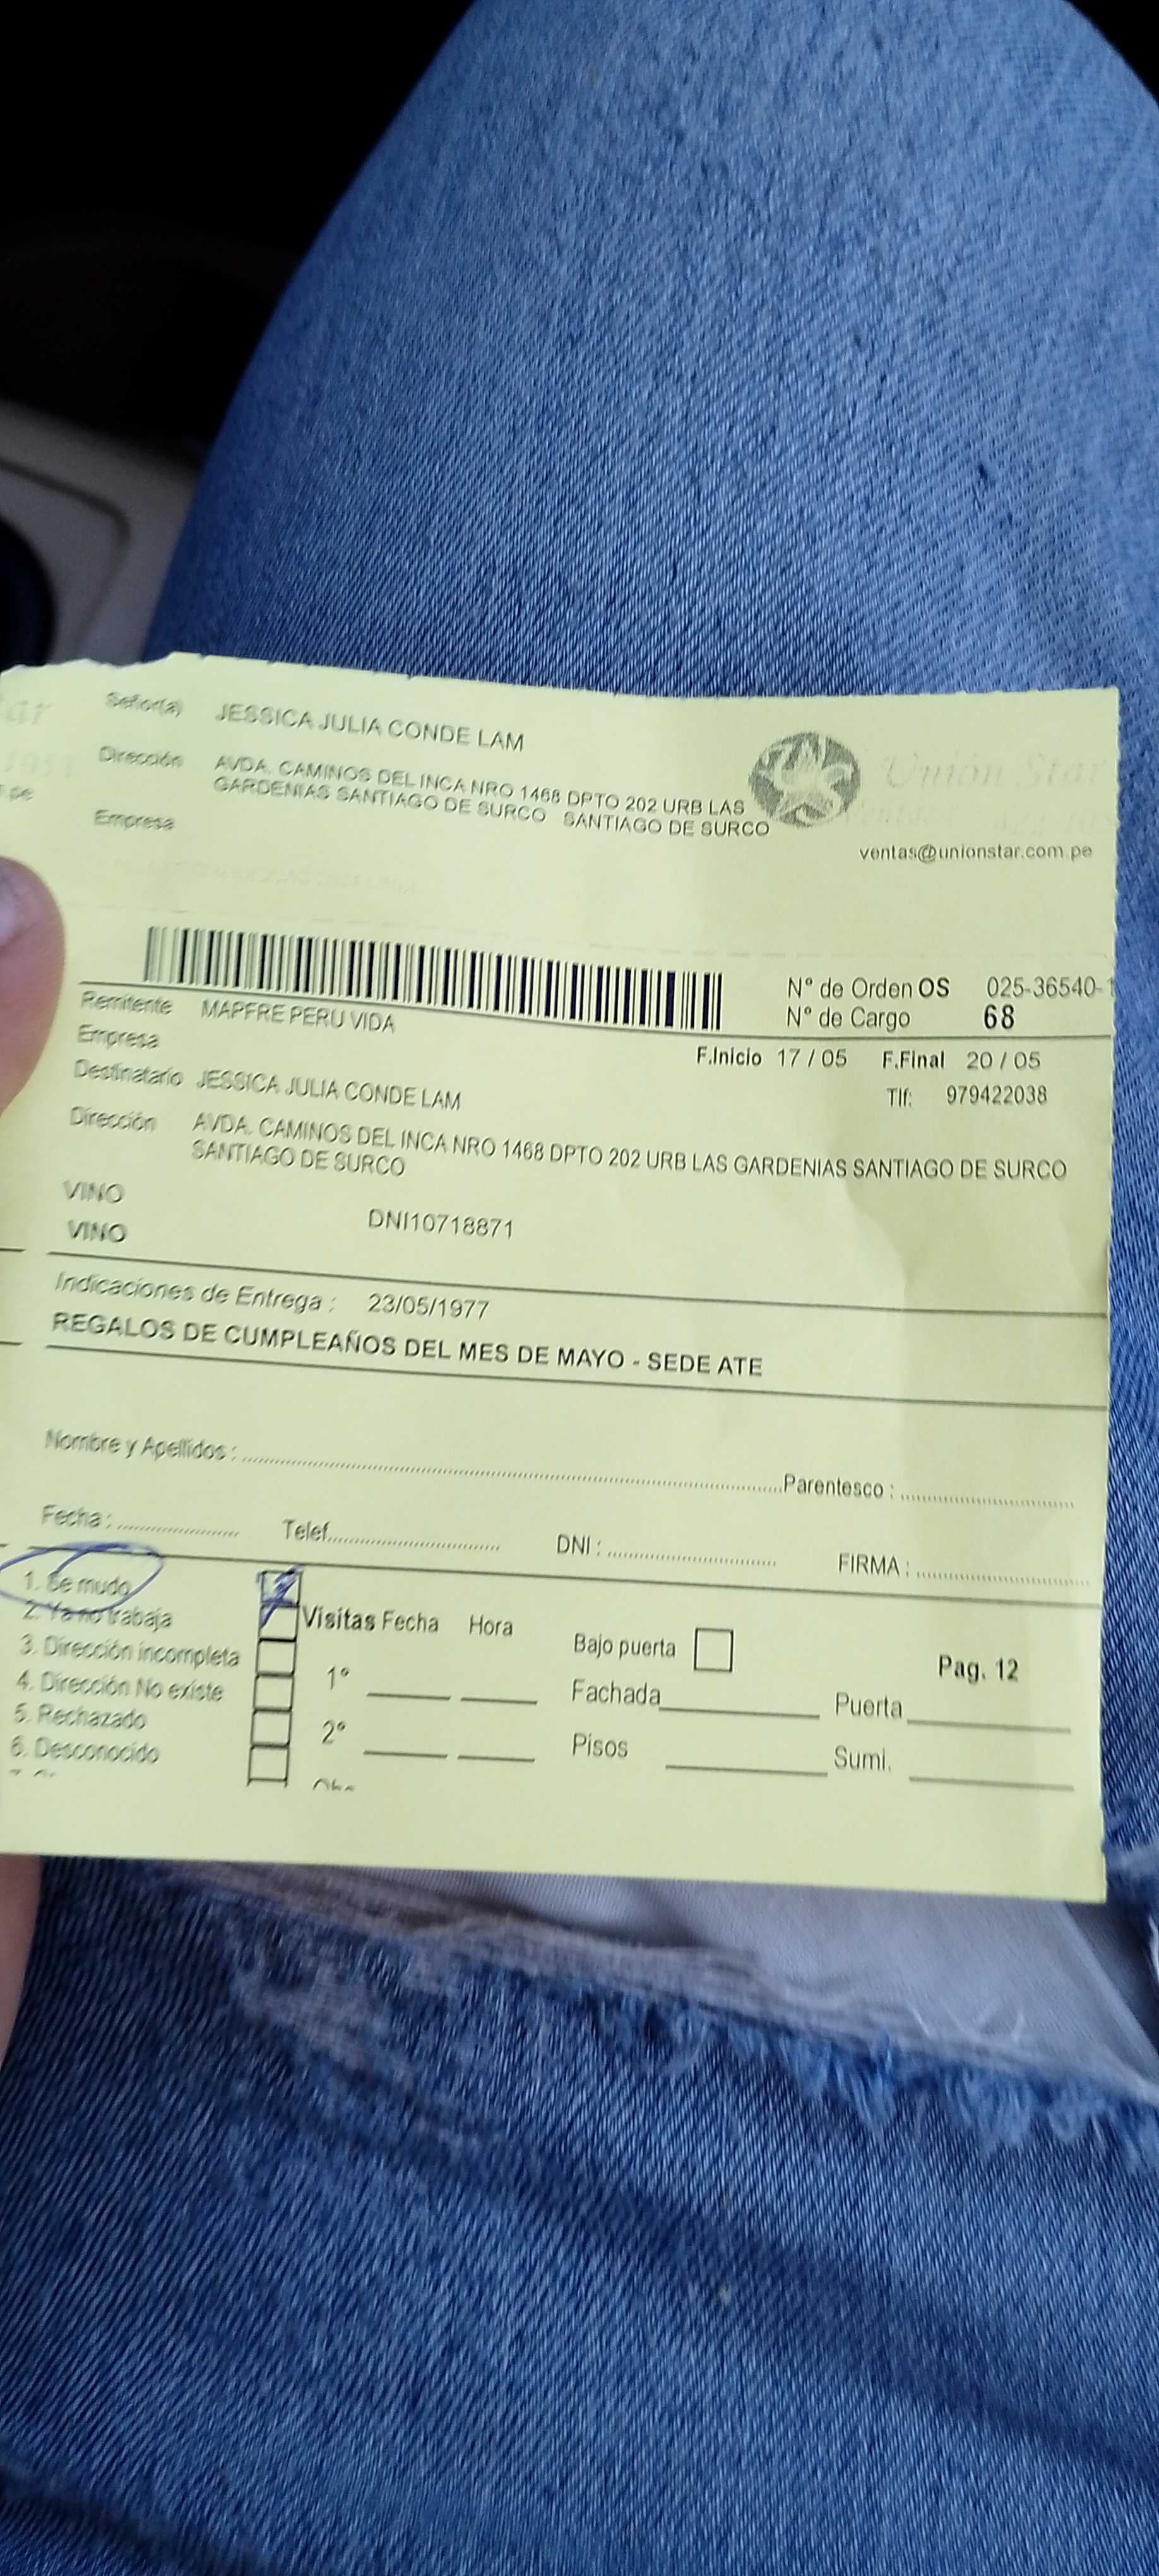 Señor(a) JESSICA JULIA CONDE LAM
Dirección AVDA. CAMINOS DEL INCA NRO 1468 DPTO 202 URB LAS
GARDENIAS SANTIAGO DE SURCO SANTIAGO DE SURCO
Empresa
Unión Star
ventas@unionstar.com.pe
Nº de Orden OS 025-36540-1
Nº de Cargo 68
Remitente MAPFRE PERU VIDA
Empresa
F.Inicio 17 / 05 F.Final 20 / 05
Destinatario JESSICA JULIA CONDE LAM
Tlf: 979422038
Dirección AVDA. CAMINOS DEL INCA NRO 1468 DPTO 202 URB LAS GARDENIAS SANTIAGO DE SURCO
SANTIAGO DE SURCO
VINO
VINO DNI10718871
Indicaciones de Entrega : 23/05/1977
REGALOS DE CUMPLEAÑOS DEL MES DE MAYO - SEDE ATE
Nombre y Apellidos : Parentesco :
Fecha : Telef. DNI : FIRMA :
1. Se mudo
2. Ya no trabaja
3. Dirección incompleta
4. Dirección No existe
5. Rechazado
6. Desconocido
Visitas Fecha Hora
1º
2º
Bajo puerta
Fachada Puerta
Pisos Sumi.
Pag. 12